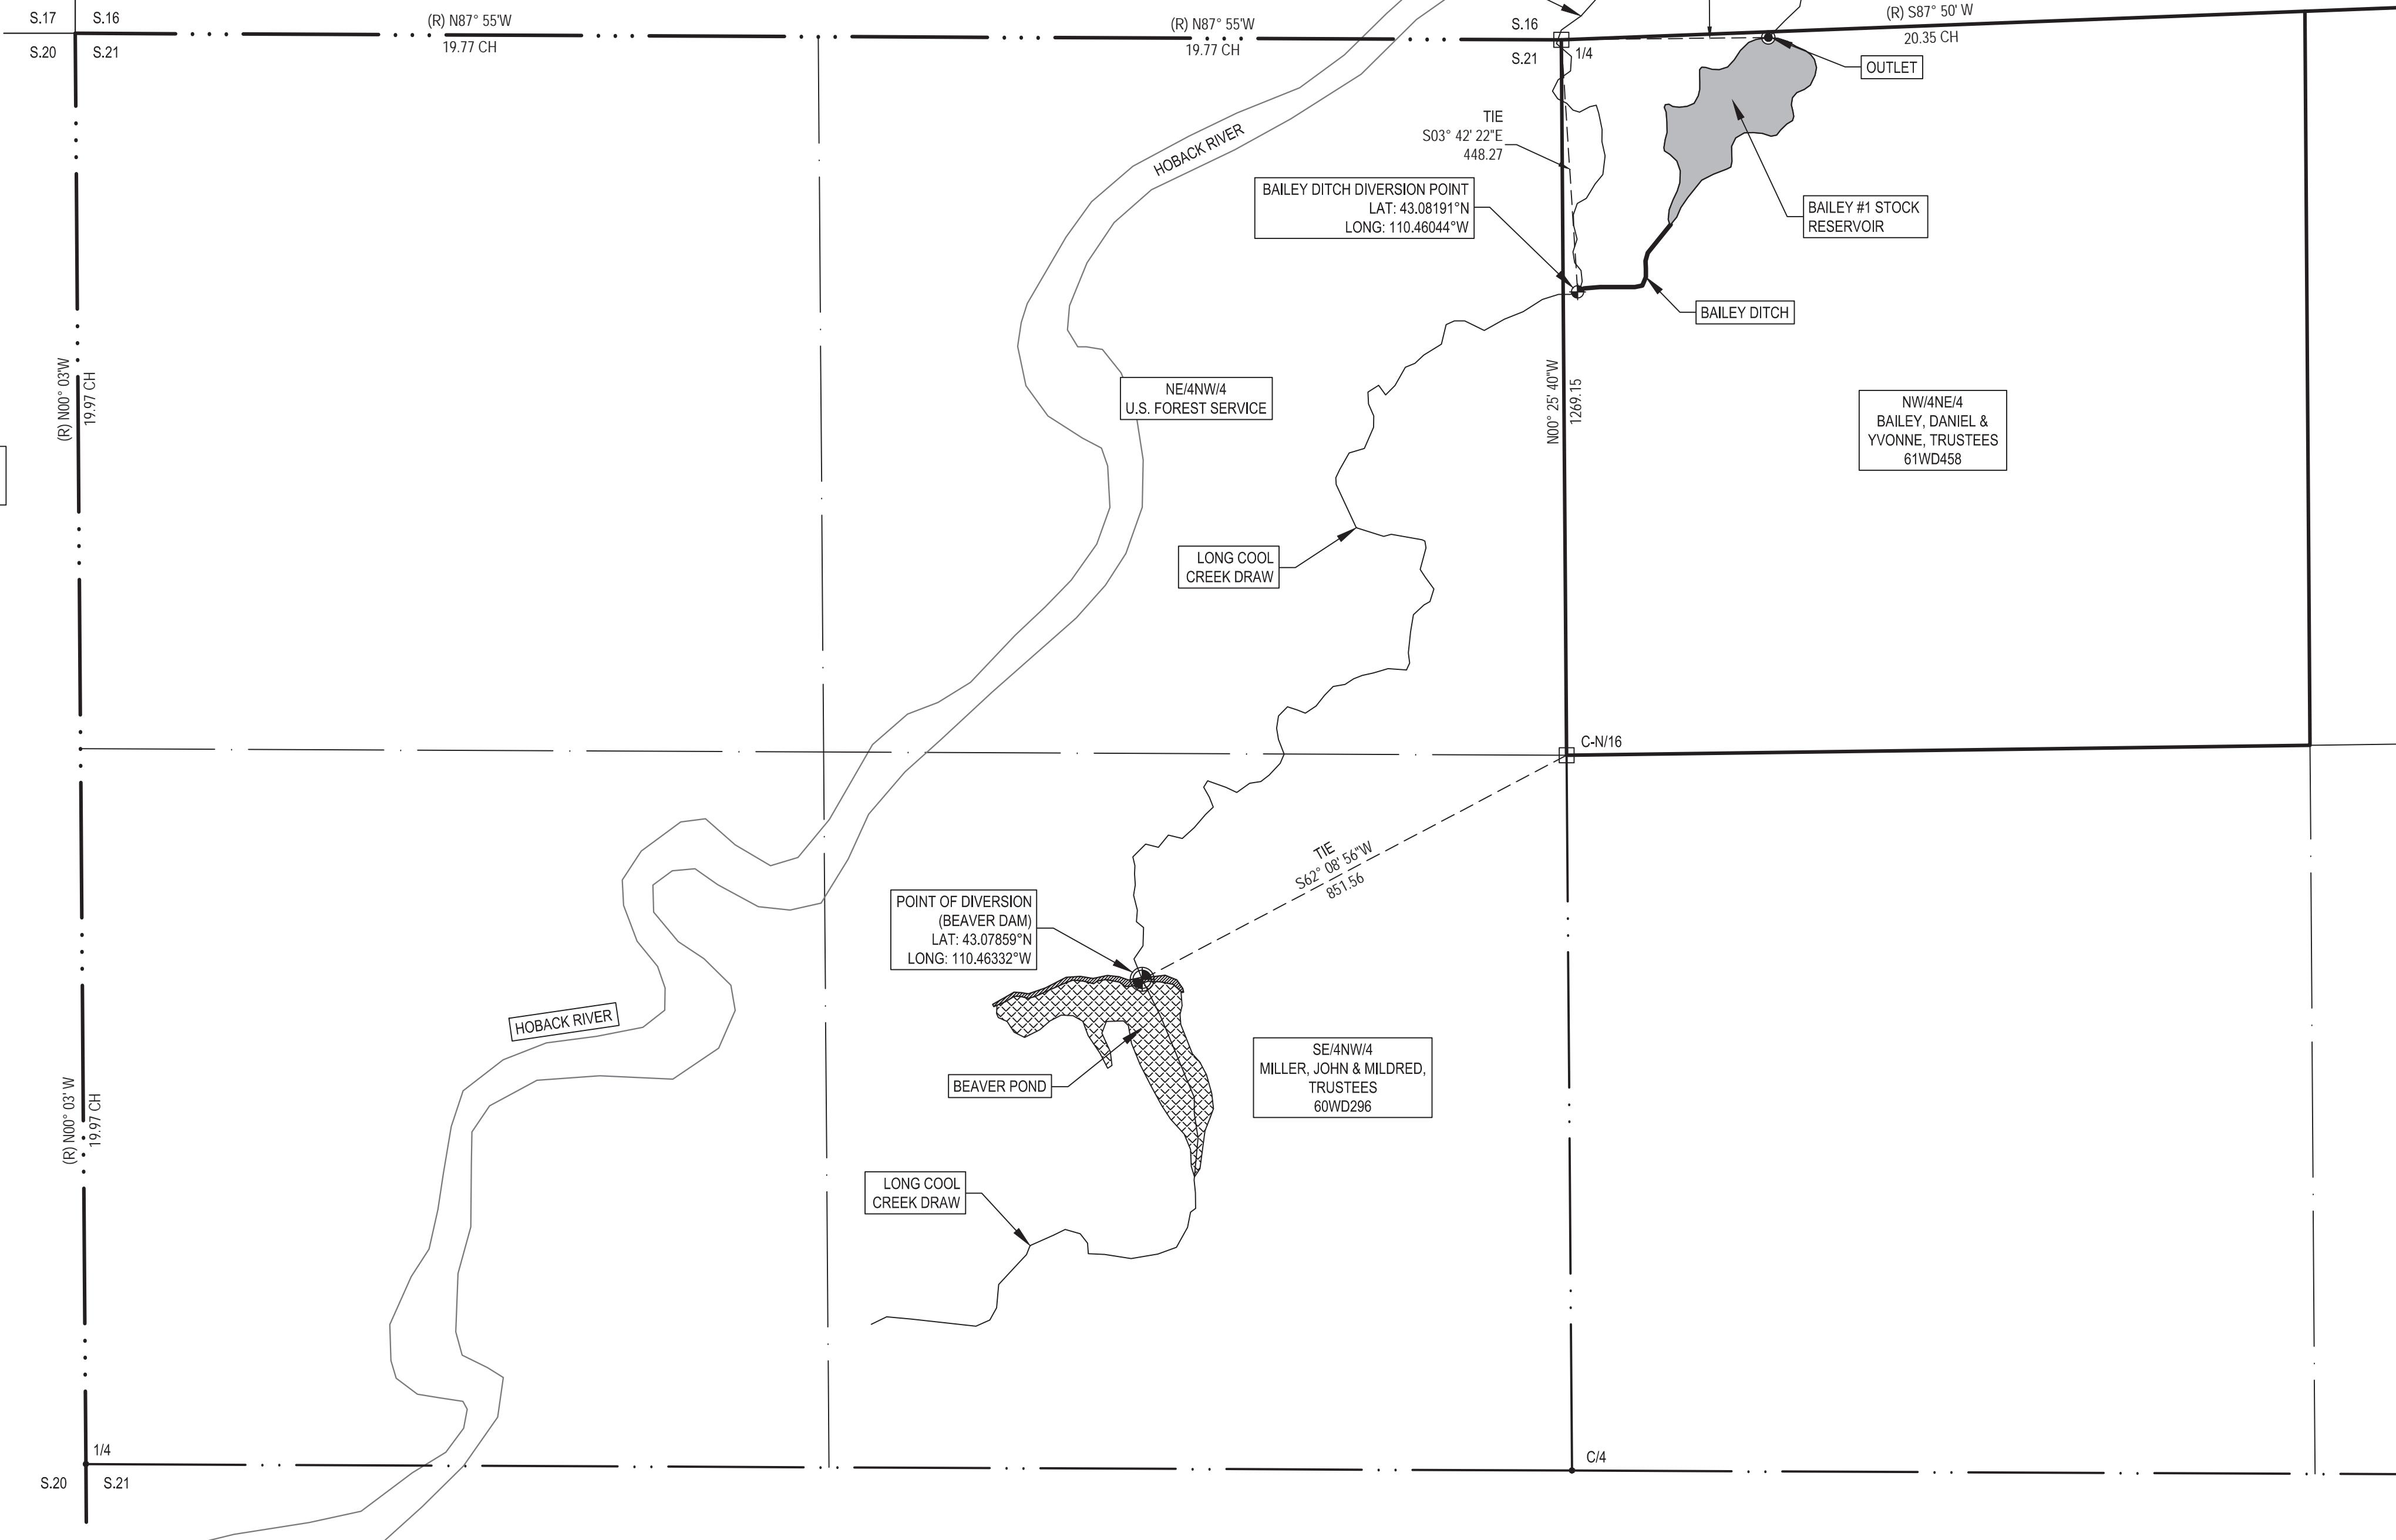 S.17
S.16
(R) N87° 55'W
(R) N87° 55'W
S.16
(R) S87° 50' W
S.20
S.21
19.77 CH
19.77 CH
S.21
1/4
20.35 CH
OUTLET
HOBACK RIVER
TIE
S03° 42' 22"E
448.27
BAILEY DITCH DIVERSION POINT
LAT: 43.08191°N
LONG: 110.46044°W
BAILEY #1 STOCK
RESERVOIR
BAILEY DITCH
(R) N00° 03'W
19.97 CH
NE/4NW/4
U.S. FOREST SERVICE
N00° 25' 40"W
1269.15
NW/4NE/4
BAILEY, DANIEL &
YVONNE, TRUSTEES
61WD458
LONG COOL
CREEK DRAW
C-N/16
TIE
S62° 08' 56"W
851.56
POINT OF DIVERSION
(BEAVER DAM)
LAT: 43.07859°N
LONG: 110.46332°W
HOBACK RIVER
BEAVER POND
SE/4NW/4
MILLER, JOHN & MILDRED,
TRUSTEES
60WD296
(R) N00° 03' W
19.97 CH
LONG COOL
CREEK DRAW
1/4
C/4
S.20
S.21